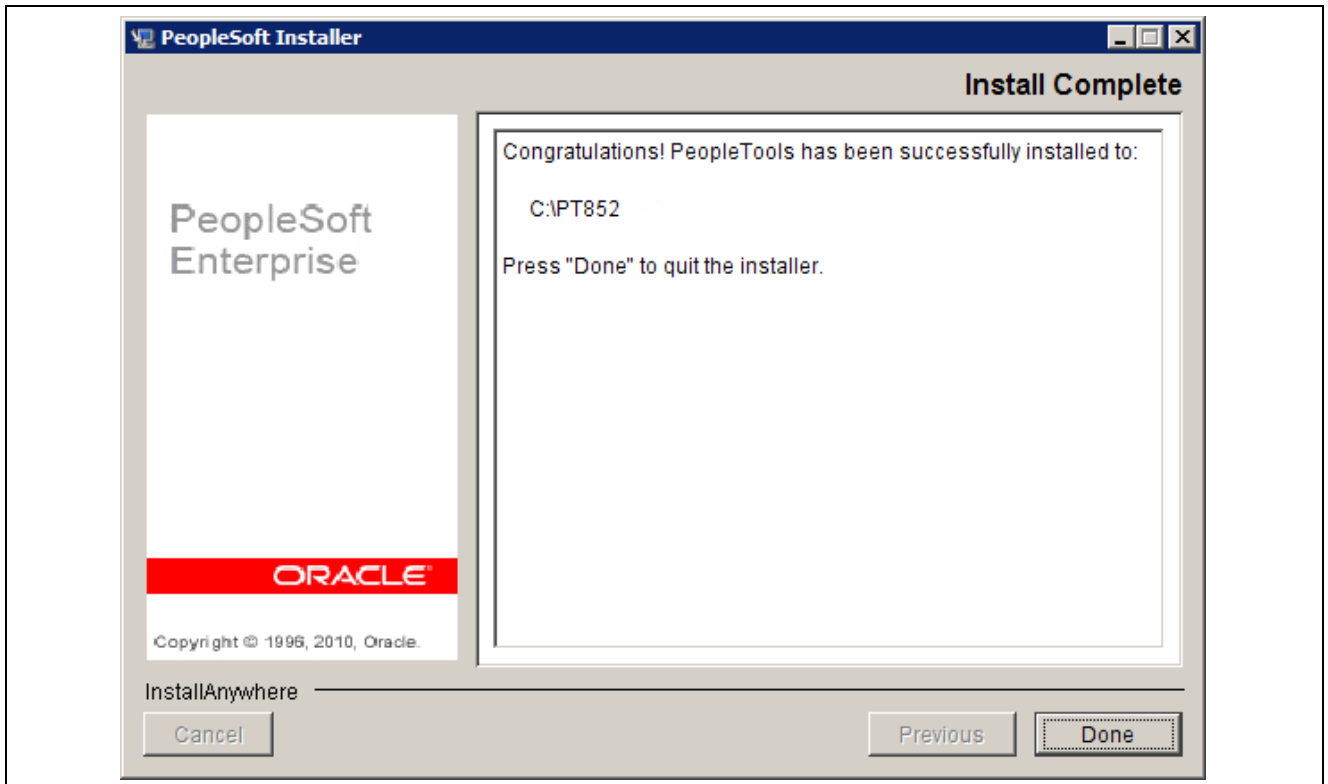 PeopleSoft Installer
Install Complete
PeopleSoft
Enterprise
ORACLE
Copyright © 1996, 2010, Oracle.
Congratulations! PeopleTools has been successfully installed to:
C:\PT852
Press "Done" to quit the installer.
InstallAnywhere
Cancel
Previous
Done